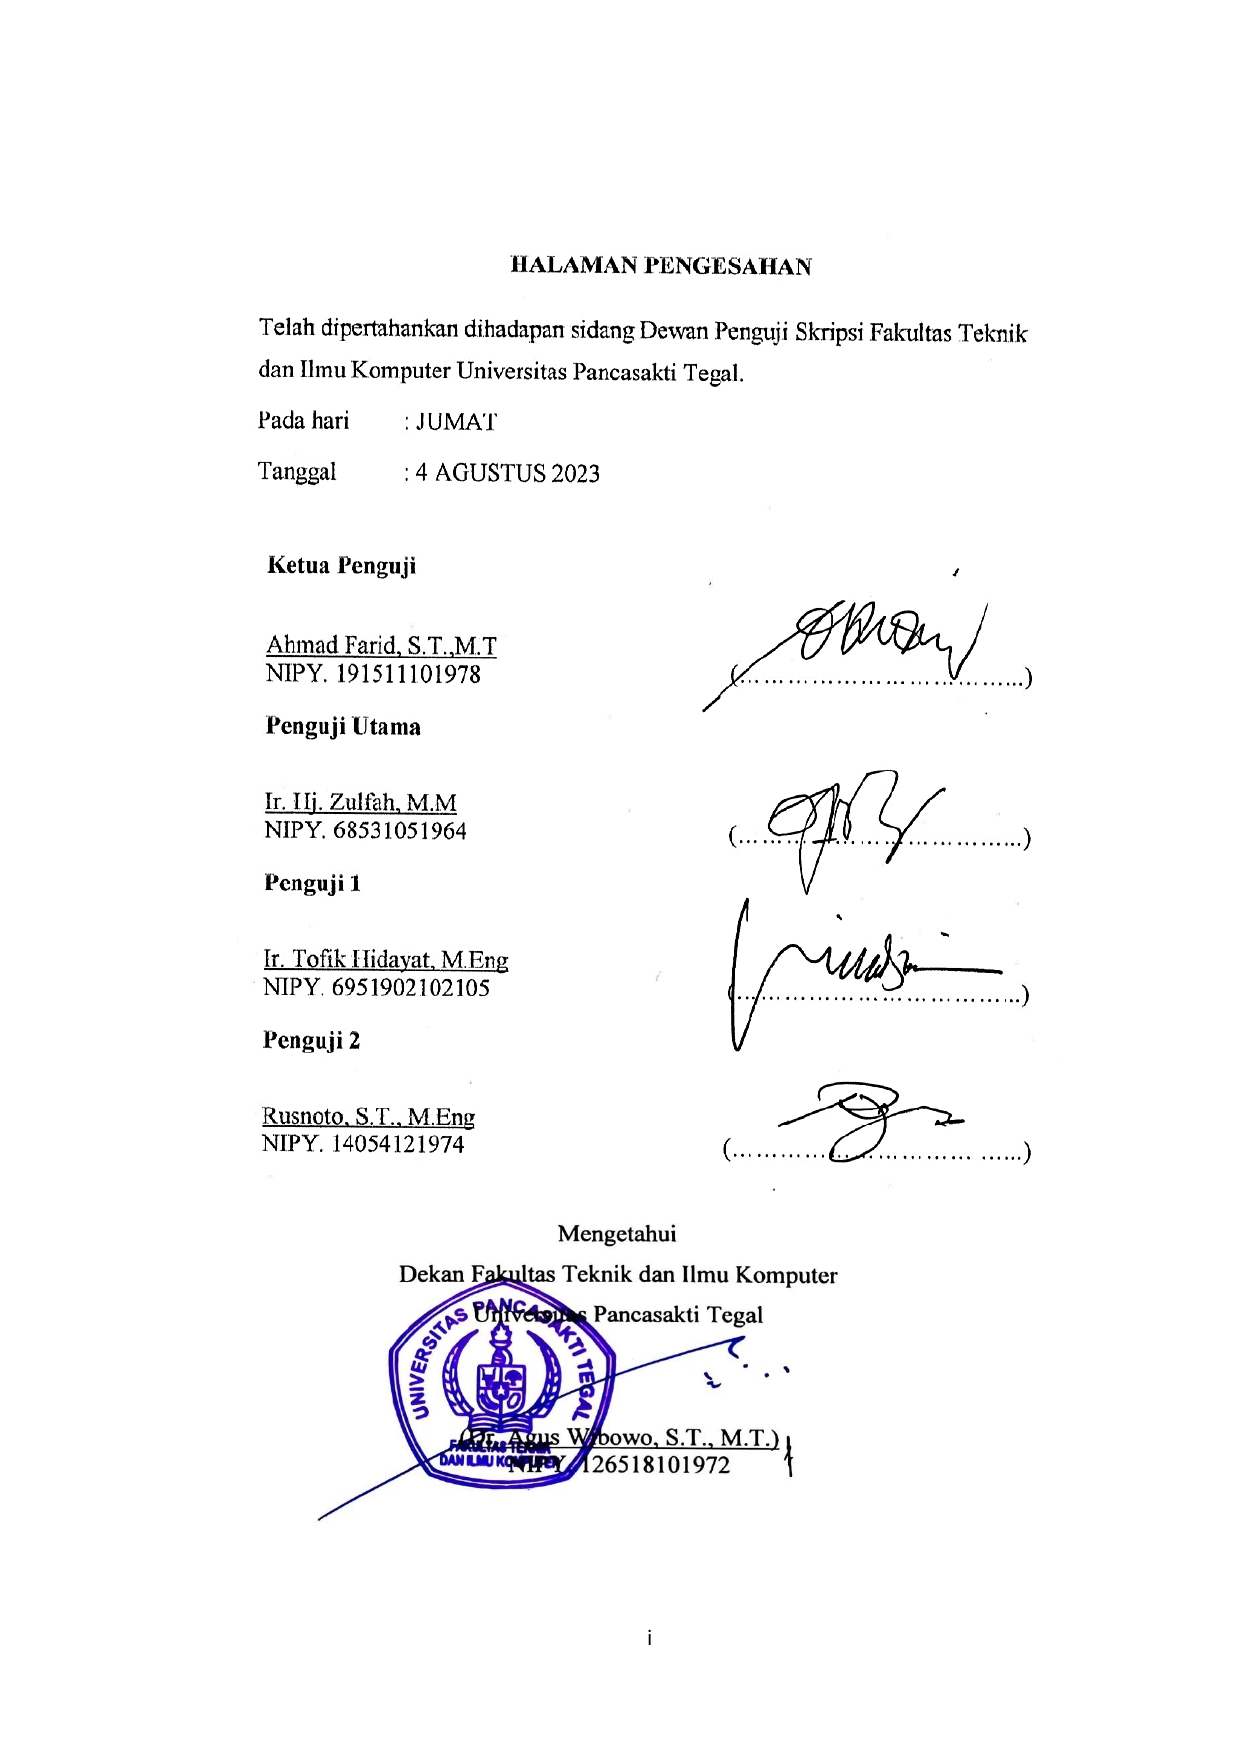 HALAMAN PENGESAHAN
Telah dipertahankan dihadapan sidang Dewan Penguji Skripsi Fakultas Teknik
dan Ilmu Komputer Universitas Pancasakti Tegal.
Pada hari : JUMAT
Tanggal : 4 AGUSTUS 2023
Ketua Penguji
Ahmad Farid, S.T.,M.T
NIPY. 191511101978 (....................................)
Penguji Utama
Ir. Hj. Zulfah, M.M
NIPY. 68531051964 (....................................)
Penguji 1
Ir. Tofik Hidayat, M.Eng
NIPY. 6951902102105 (....................................)
Penguji 2
Rusnoto, S.T., M.Eng
NIPY. 14054121974 (....................................)
Mengetahui
Dekan Fakultas Teknik dan Ilmu Komputer
Universitas Pancasakti Tegal
UNIVERSITAS PANCASAKTI TEGAL
FAKULTAS TEKNIK
DAN ILMU KOMPUTER
(Dr. Agus Wibowo, S.T., M.T.)
NIPY. 126518101972
i